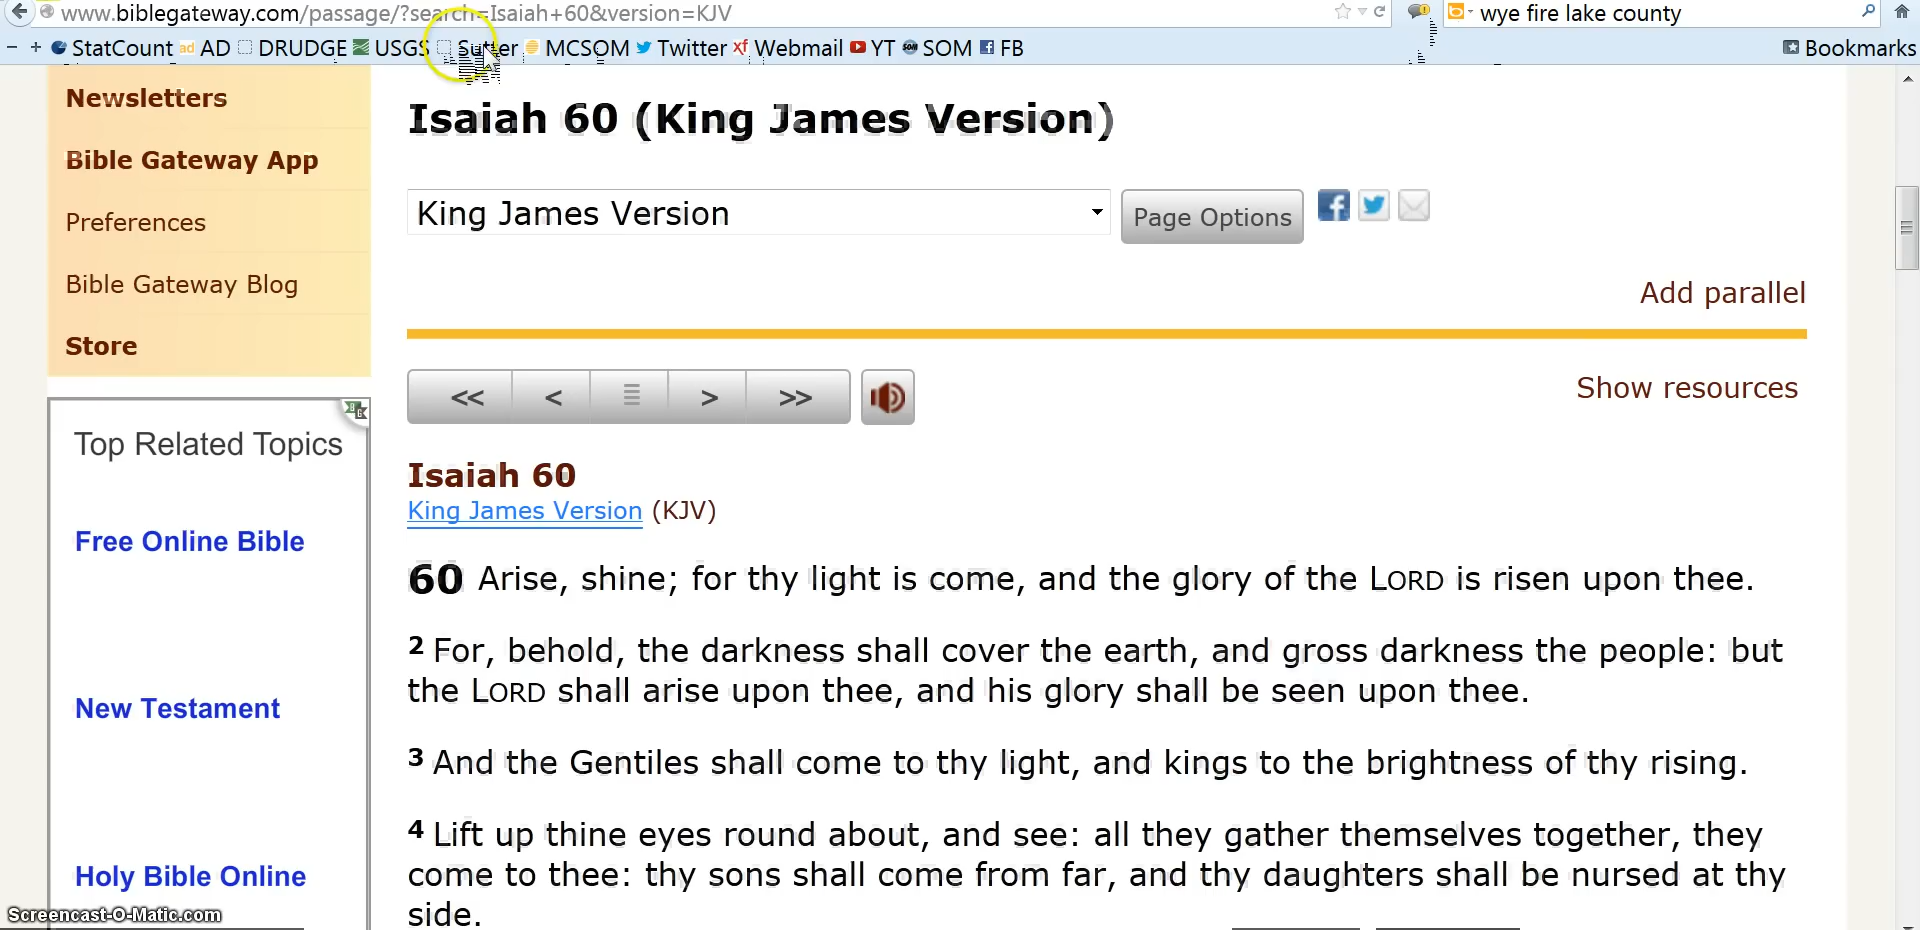 www.biblegateway.com/passage/?search=Isaiah+60&version=KJV
wye fire lake county
StatCount AD DRUDGE USGS Sutter MCSOM Twitter Webmail YT SOM FB Bookmarks
Newsletters
Bible Gateway App
Preferences
Bible Gateway Blog
Store
Top Related Topics
Free Online Bible
New Testament
Holy Bible Online
Isaiah 60 (King James Version)
King James Version
Page Options
Add parallel
<< < > >>
Show resources
Isaiah 60
King James Version (KJV)
60 Arise, shine; for thy light is come, and the glory of the LORD is risen upon thee.
2 For, behold, the darkness shall cover the earth, and gross darkness the people: but
the LORD shall arise upon thee, and his glory shall be seen upon thee.
3 And the Gentiles shall come to thy light, and kings to the brightness of thy rising.
4 Lift up thine eyes round about, and see: all they gather themselves together, they
come to thee: thy sons shall come from far, and thy daughters shall be nursed at thy
side.
Screencast-O-Matic.com